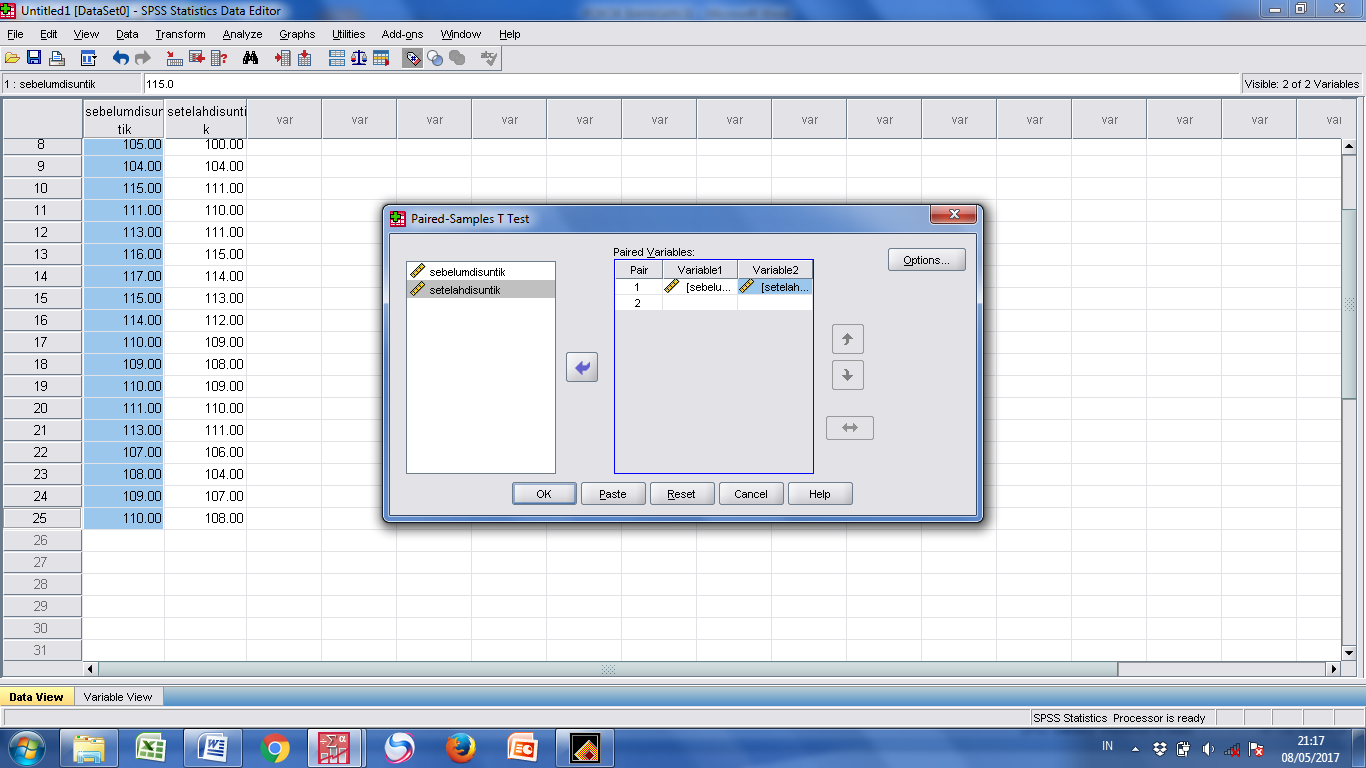 Untitled1 [DataSet0] - SPSS Statistics Data Editor
File Edit View Data Transform Analyze Graphs Utilities Add-ons Window Help
1 : sebelumdisuntik 115.0 Visible: 2 of 2 Variables
sebelumdisun setelahdisunti var var var var var var var var var var var var var var var
tik k
8 105.00 100.00
9 104.00 104.00
10 115.00 111.00
11 111.00 110.00
12 113.00 111.00
13 116.00 115.00
14 117.00 114.00
15 115.00 113.00
16 114.00 112.00
17 110.00 109.00
18 109.00 108.00
19 110.00 109.00
20 111.00 110.00
21 113.00 111.00
22 107.00 106.00
23 108.00 104.00
24 109.00 107.00
25 110.00 108.00
26
27
28
29
30
31
Paired-Samples T Test
sebelumdisuntik
setelahdisuntik
Paired Variables:
Pair Variable1 Variable2
1 [sebelu... [setelah...
2
Options...
OK Paste Reset Cancel Help
Data View Variable View
SPSS Statistics Processor is ready
IN 21:17
08/05/2017